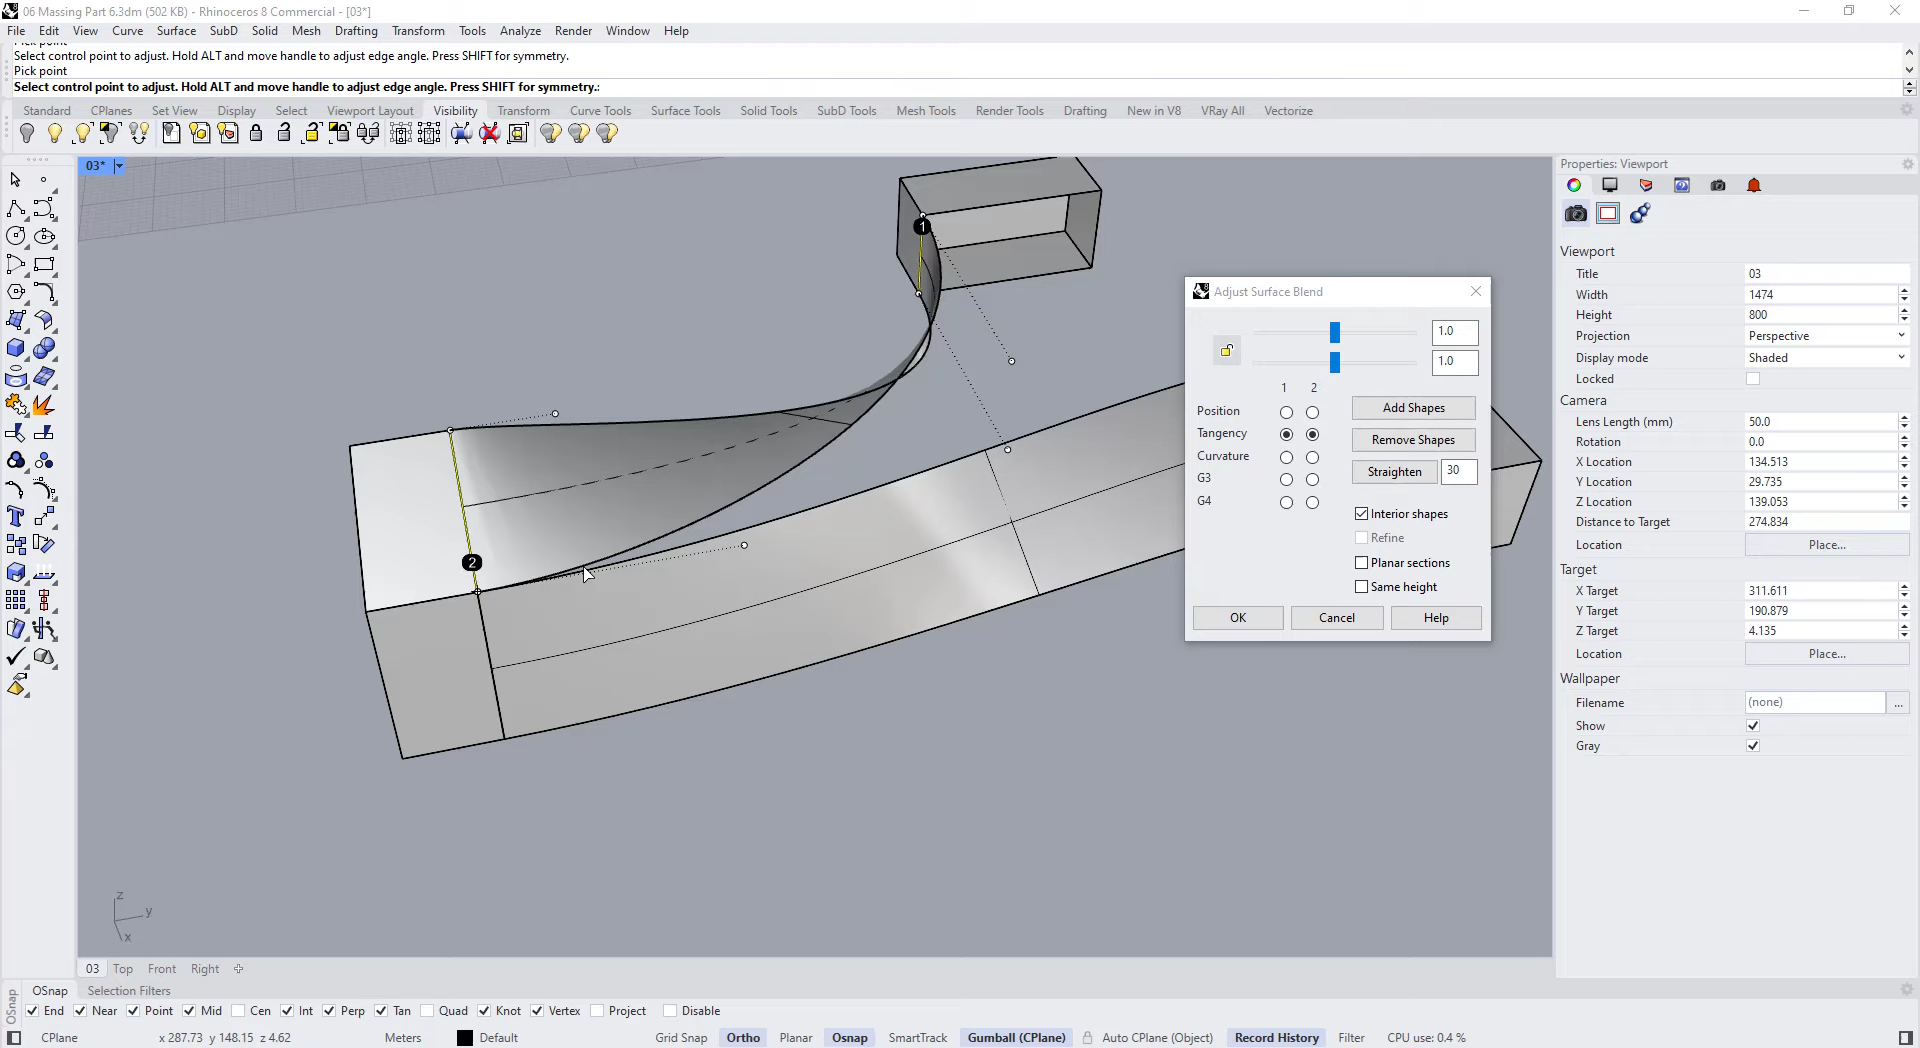 06 Massing Part 6.3dm (502 KB) - Rhinoceros 8 Commercial - [03*]
File Edit View Curve Surface SubD Solid Mesh Drafting Transform Tools Analyze Render Window Help
Pick point
Select control point to adjust. Hold ALT and move handle to adjust edge angle. Press SHIFT for symmetry.
Pick point
Select control point to adjust. Hold ALT and move handle to adjust edge angle. Press SHIFT for symmetry.:
Standard CPlanes Set View Display Select Viewport Layout Visibility Transform Curve Tools Surface Tools Solid Tools SubD Tools Mesh Tools Render Tools Drafting New in V8 VRay All Vectorize
03*
1
2
z
y
x
Adjust Surface Blend
1.0
1.0
1 2
Position
Tangency
Curvature
G3
G4
Add Shapes
Remove Shapes
Straighten 30
Interior shapes
Refine
Planar sections
Same height
OK Cancel Help
Properties: Viewport
Viewport
Title 03
Width 1474
Height 800
Projection Perspective
Display mode Shaded
Locked
Camera
Lens Length (mm) 50.0
Rotation 0.0
X Location 134.513
Y Location 29.735
Z Location 139.053
Distance to Target 274.834
Location Place...
Target
X Target 311.611
Y Target 190.879
Z Target 4.135
Location Place...
Wallpaper
Filename (none) ...
Show
Gray
03 Top Front Right
OSnap Selection Filters
OSnap
End Near Point Mid Cen Int Perp Tan Quad Knot Vertex Project Disable
CPlane x 287.73 y 148.15 z 4.62 Meters Default Grid Snap Ortho Planar Osnap SmartTrack Gumball (CPlane) Auto CPlane (Object) Record History Filter CPU use: 0.4 %